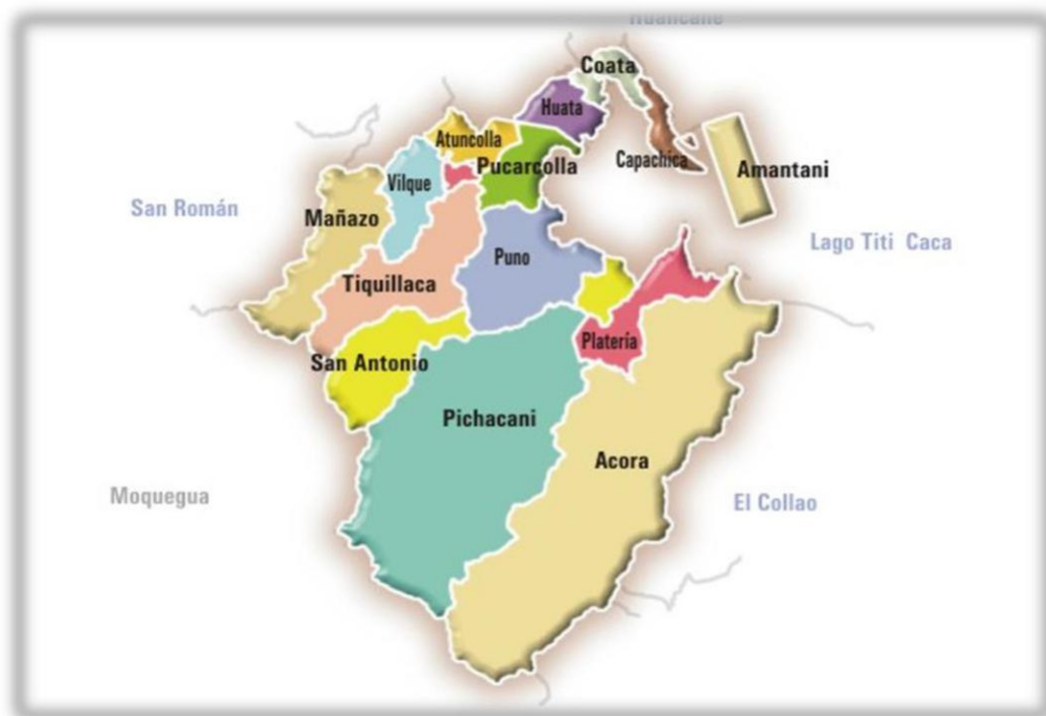 Coata
Huata
Atuncolla
Pucarcolla
Capachica
Amantani
Vilque
San Román
Mañazo
Lago Titi Caca
Puno
Tiquillaca
Platería
San Antonio
Pichacani
Acora
Moquegua
El Collao